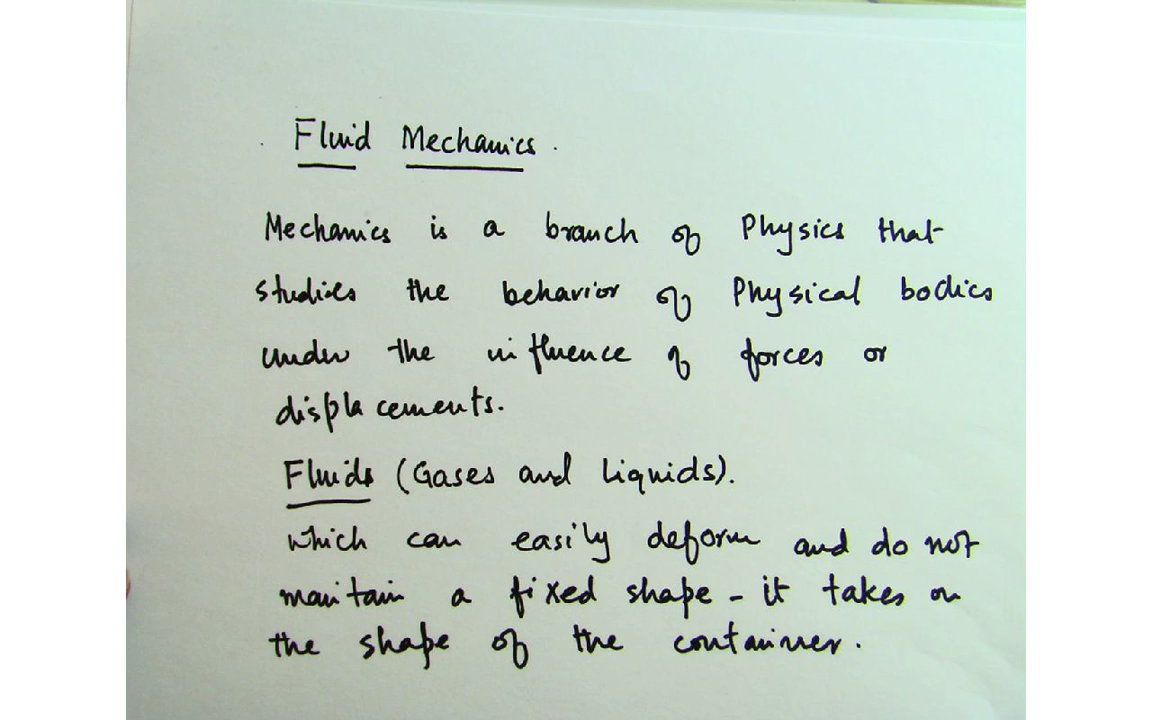 Fluid Mechanics.
Mechanics is a branch of Physics that
studies the behavior of Physical bodies
under the influence of forces or
displacements.
Fluids (Gases and Liquids).
which can easily deform and do not
maintain a fixed shape - it takes on
the shape of the container.